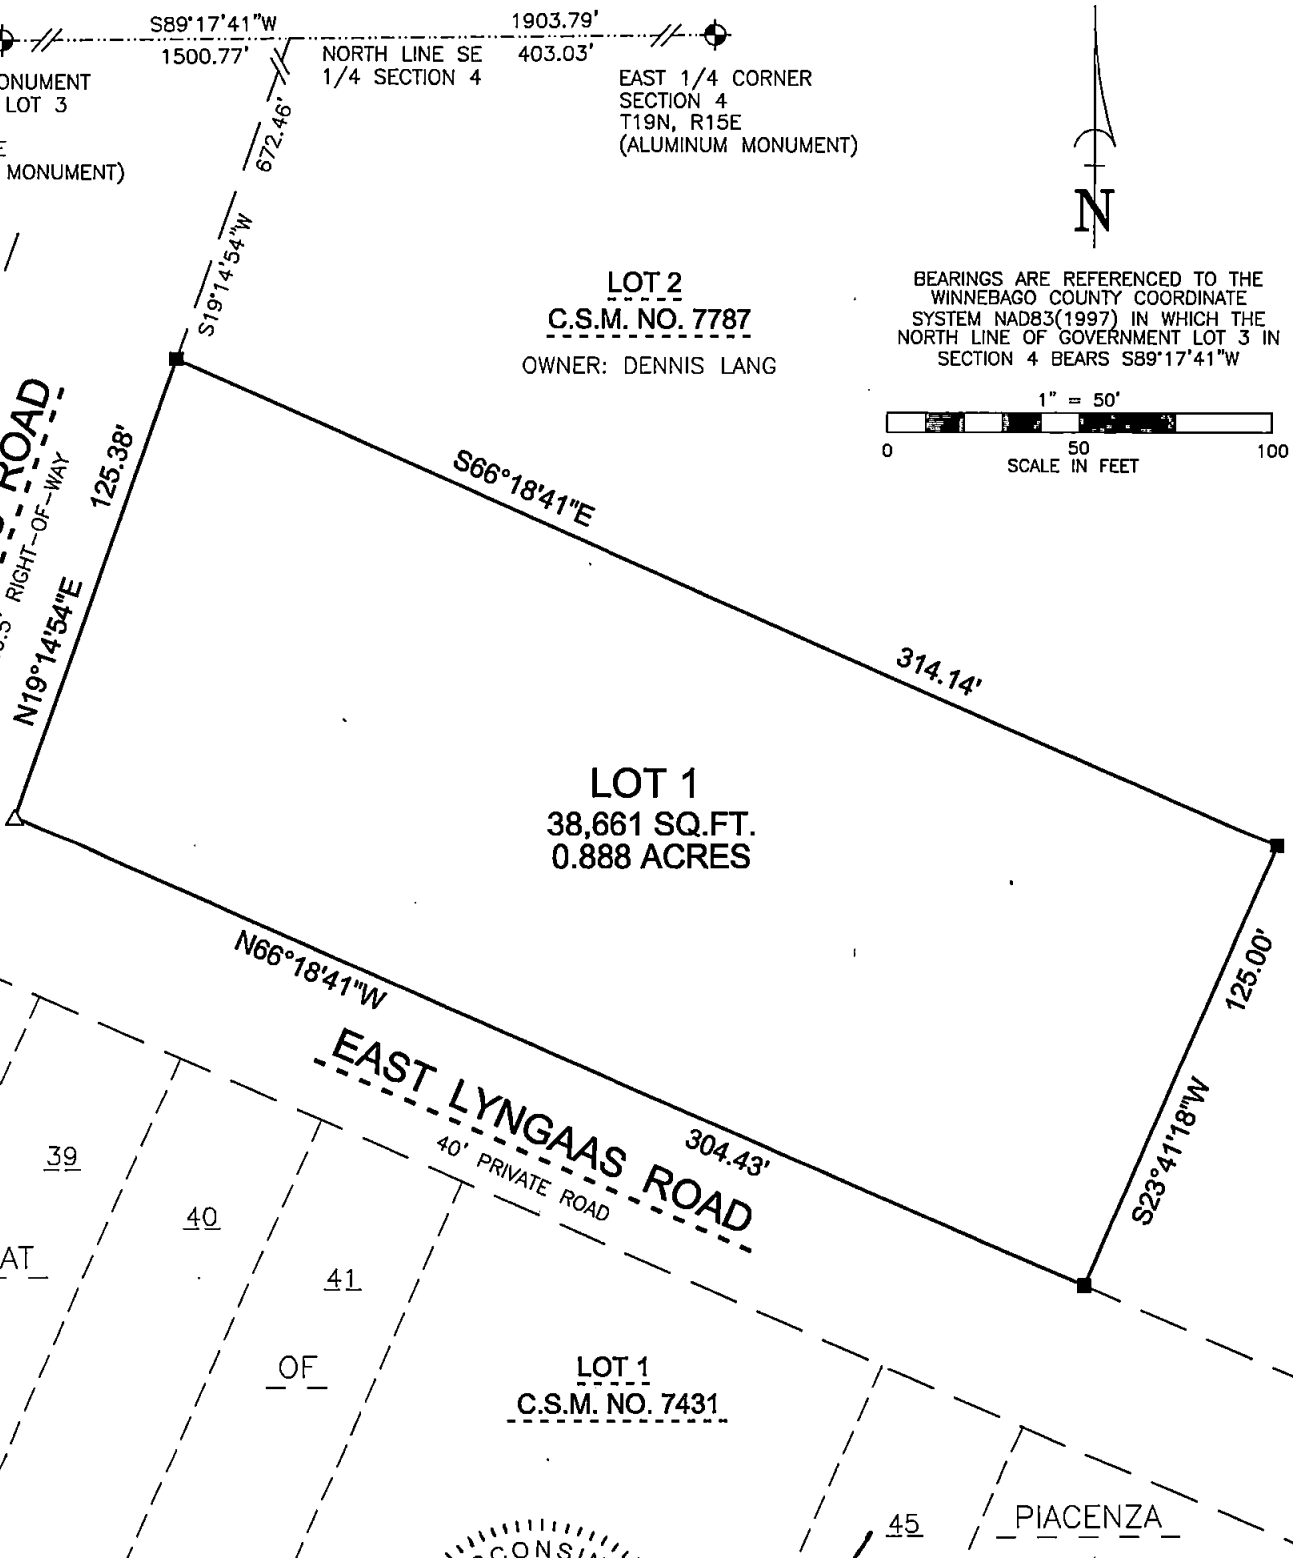 S89°17'41"W
1903.79'
1500.77'
NORTH LINE SE
1/4 SECTION 4
403.03'
LOT 3
MONUMENT)
EAST 1/4 CORNER
SECTION 4
T19N, R15E
(ALUMINUM MONUMENT)
672.46'
S19°14'54"W
N
BEARINGS ARE REFERENCED TO THE
WINNEBAGO COUNTY COORDINATE
SYSTEM NAD83(1997) IN WHICH THE
NORTH LINE OF GOVERNMENT LOT 3 IN
SECTION 4 BEARS S89°17'41"W
1" = 50'
0 50 100
SCALE IN FEET
LOT 2
C.S.M. NO. 7787
OWNER: DENNIS LANG
ROAD
RIGHT-OF-WAY
125.38'
N19°14'54"E
S66°18'41"E
314.14'
LOT 1
38,661 SQ.FT.
0.888 ACRES
125.00'
S23°41'18"W
N66°18'41"W
304.43'
EAST LYNGAAS ROAD
40' PRIVATE ROAD
39
40
41
AT
OF
LOT 1
C.S.M. NO. 7431
45
PIACENZA